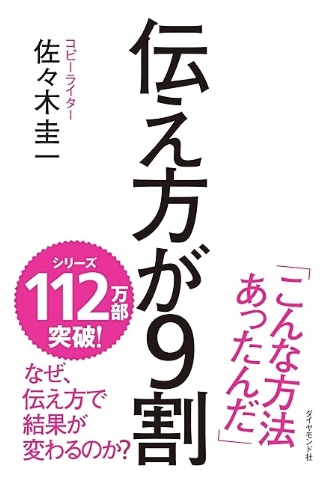 伝え方が9割
コピーライター
佐々木圭一
シリーズ
112万部
突破!
なぜ、
伝え方で
結果が
変わるのか?
「こんな方法
あったんだ」
ダイヤモンド社